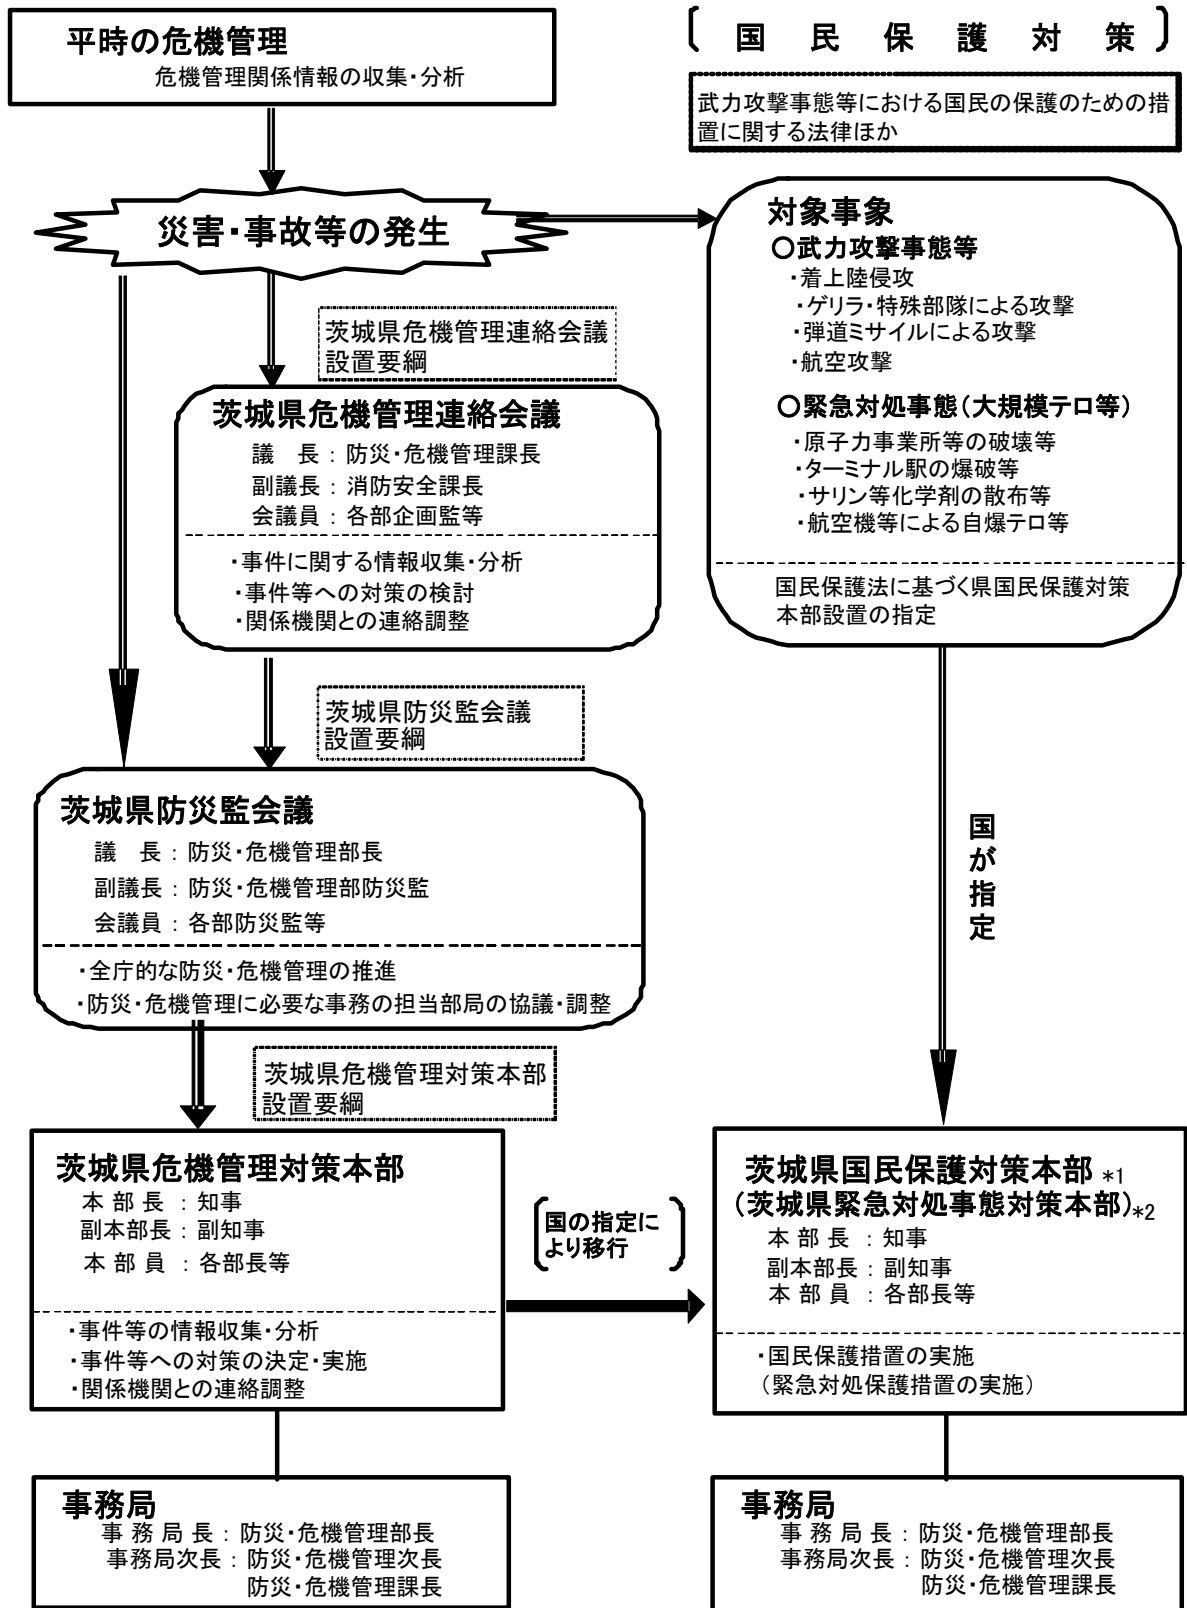 平時の危機管理
危機管理関係情報の収集・分析
〔 国 民 保 護 対 策 〕
武力攻撃事態等における国民の保護のための措
置に関する法律ほか
災害・事故等の発生
対象事象
○武力攻撃事態等
・着上陸侵攻
・ゲリラ・特殊部隊による攻撃
・弾道ミサイルによる攻撃
・航空攻撃
○緊急対処事態(大規模テロ等)
・原子力事業所等の破壊等
・ターミナル駅の爆破等
・サリン等化学剤の散布等
・航空機等による自爆テロ等
国民保護法に基づく県国民保護対策
本部設置の指定
茨城県危機管理連絡会議
設置要綱
茨城県危機管理連絡会議
議 長 : 防災・危機管理課長
副議長 : 消防安全課長
会議員 : 各部企画監等
・事件に関する情報収集・分析
・事件等への対策の検討
・関係機関との連絡調整
茨城県防災監会議
設置要綱
茨城県防災監会議
議 長 : 防災・危機管理部長
副議長 : 防災・危機管理部防災監
会議員 : 各部防災監等
・全庁的な防災・危機管理の推進
・防災・危機管理に必要な事務の担当部局の協議・調整
国が指定
茨城県危機管理対策本部
設置要綱
茨城県危機管理対策本部
本 部 長 : 知事
副本部長 : 副知事
本 部 員 : 各部長等
・事件等の情報収集・分析
・事件等への対策の決定・実施
・関係機関との連絡調整
国の指定に
より移行
茨城県国民保護対策本部 *1
(茨城県緊急対処事態対策本部)*2
本 部 長 : 知事
副本部長 : 副知事
本 部 員 : 各部長等
・国民保護措置の実施
(緊急対処保護措置の実施)
事務局
事 務 局 長 : 防災・危機管理部長
事務局次長 : 防災・危機管理次長
防災・危機管理課長
事務局
事 務 局 長 : 防災・危機管理部長
事務局次長 : 防災・危機管理次長
防災・危機管理課長